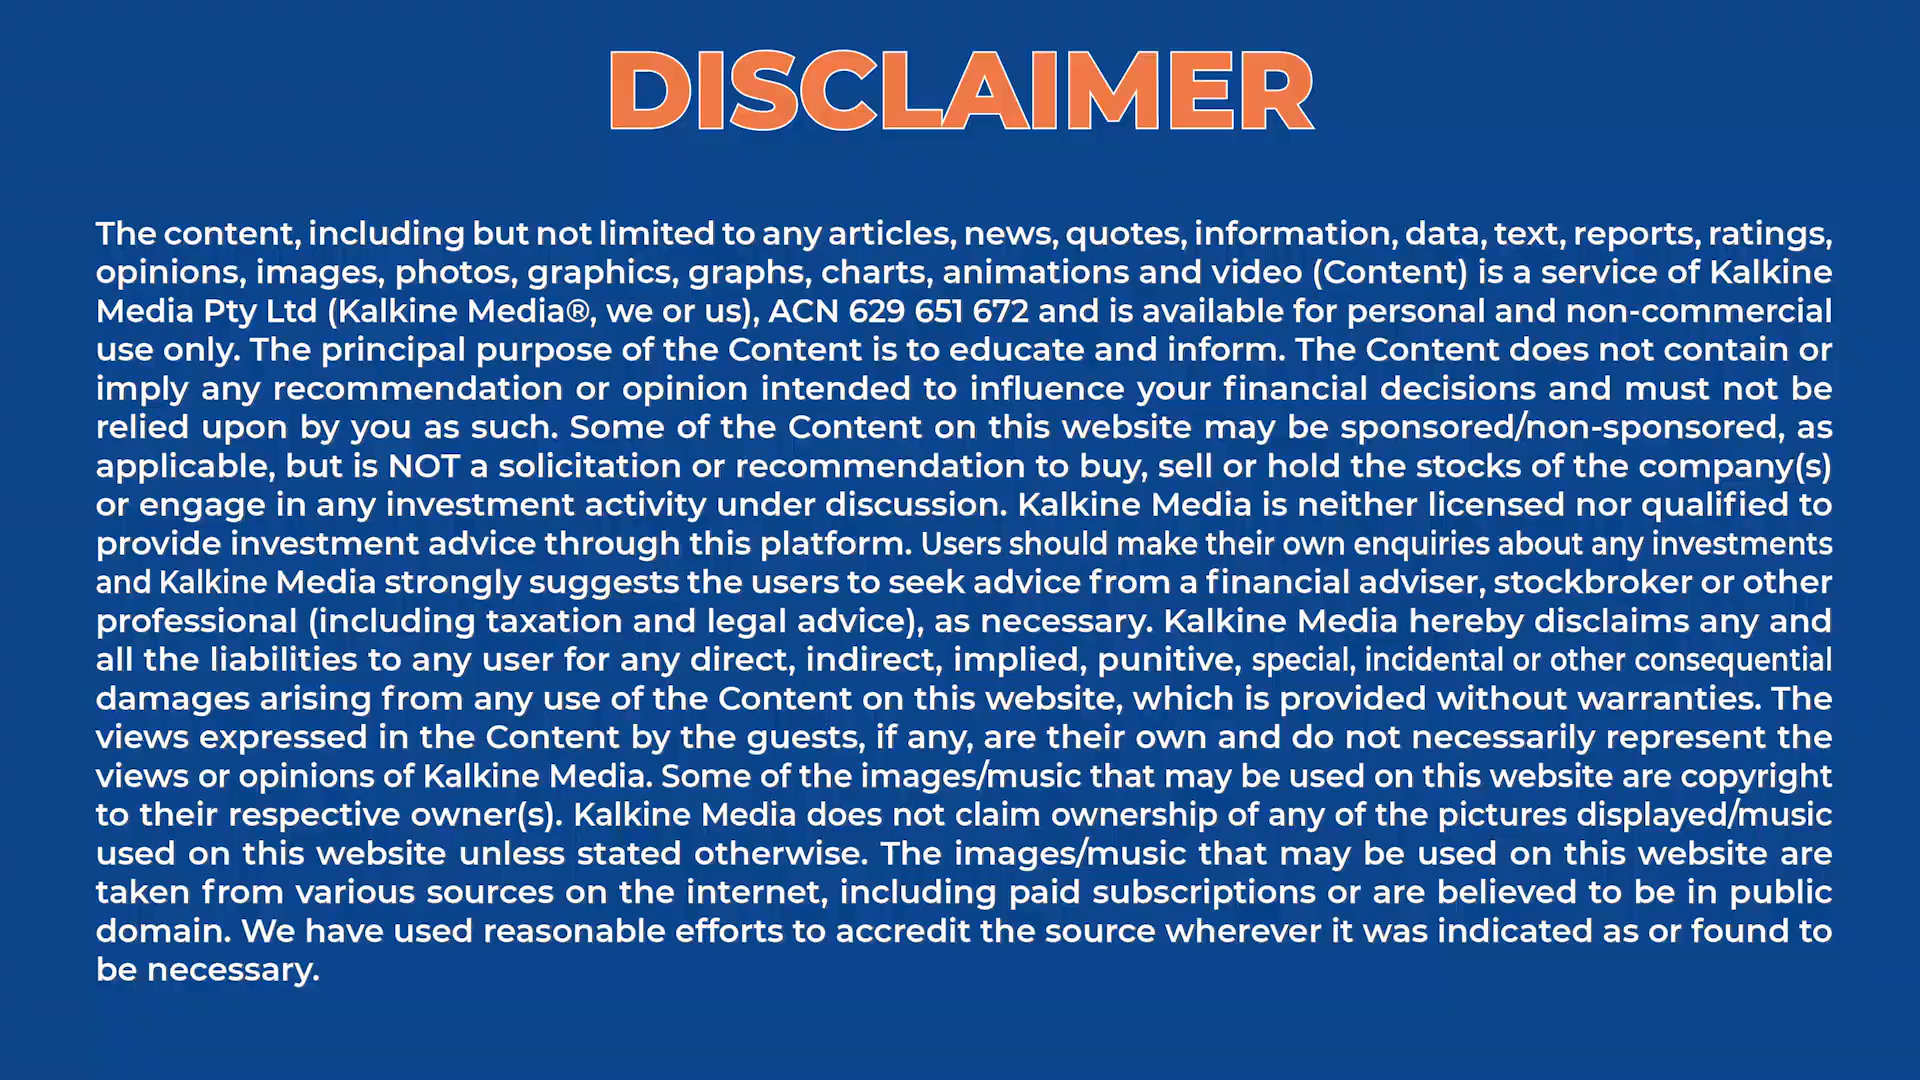 DISCLAIMER
The content, including but not limited to any articles, news, quotes, information, data, text, reports, ratings,
opinions, images, photos, graphics, graphs, charts, animations and video (Content) is a service of Kalkine
Media Pty Ltd (Kalkine Media®, we or us), ACN 629 651 672 and is available for personal and non-commercial
use only. The principal purpose of the Content is to educate and inform. The Content does not contain or
imply any recommendation or opinion intended to influence your financial decisions and must not be
relied upon by you as such. Some of the Content on this website may be sponsored/non-sponsored, as
applicable, but is NOT a solicitation or recommendation to buy, sell or hold the stocks of the company(s)
or engage in any investment activity under discussion. Kalkine Media is neither licensed nor qualified to
provide investment advice through this platform. Users should make their own enquiries about any investments
and Kalkine Media strongly suggests the users to seek advice from a financial adviser, stockbroker or other
professional (including taxation and legal advice), as necessary. Kalkine Media hereby disclaims any and
all the liabilities to any user for any direct, indirect, implied, punitive, special, incidental or other consequential
damages arising from any use of the Content on this website, which is provided without warranties. The
views expressed in the Content by the guests, if any, are their own and do not necessarily represent the
views or opinions of Kalkine Media. Some of the images/music that may be used on this website are copyright
to their respective owner(s). Kalkine Media does not claim ownership of any of the pictures displayed/music
used on this website unless stated otherwise. The images/music that may be used on this website are
taken from various sources on the internet, including paid subscriptions or are believed to be in public
domain. We have used reasonable efforts to accredit the source wherever it was indicated as or found to
be necessary.